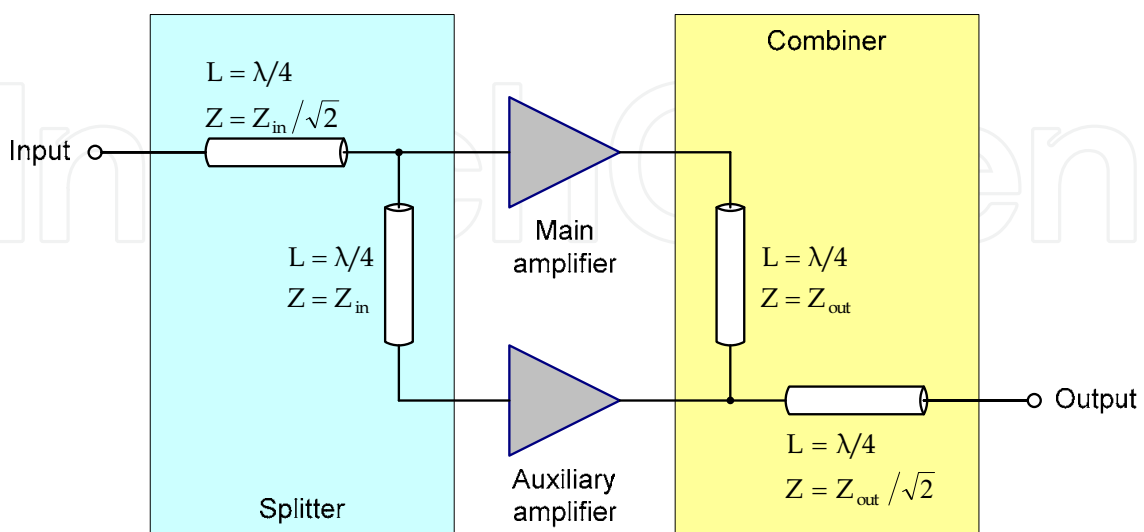 Combiner
L = λ/4
Z = Z_in/√2
Input
Main
amplifier
L = λ/4
Z = Z_in
L = λ/4
Z = Z_out
Output
L = λ/4
Z = Z_out/√2
Auxiliary
amplifier
Splitter